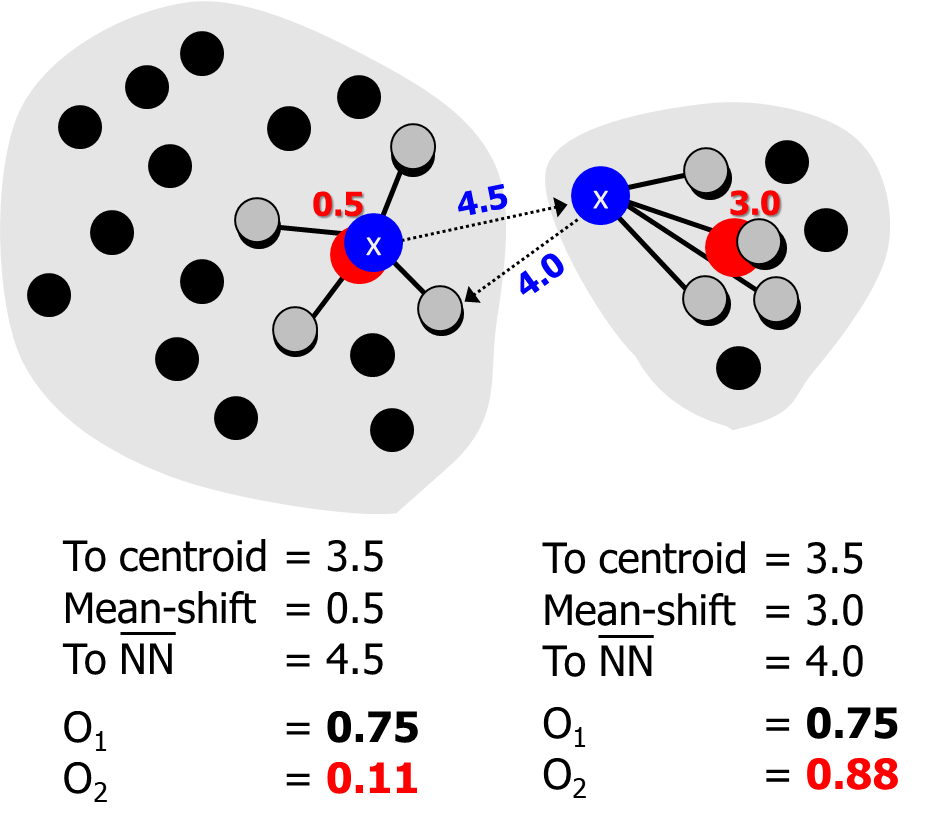 0.5
x
4.5
x
3.0
4.0
To centroid = 3.5
Mean-shift = 0.5
To N̅N̅ = 4.5
O₁ = 0.75
O₂ = 0.11
To centroid = 3.5
Mean-shift = 3.0
To N̅N̅ = 4.0
O₁ = 0.75
O₂ = 0.88